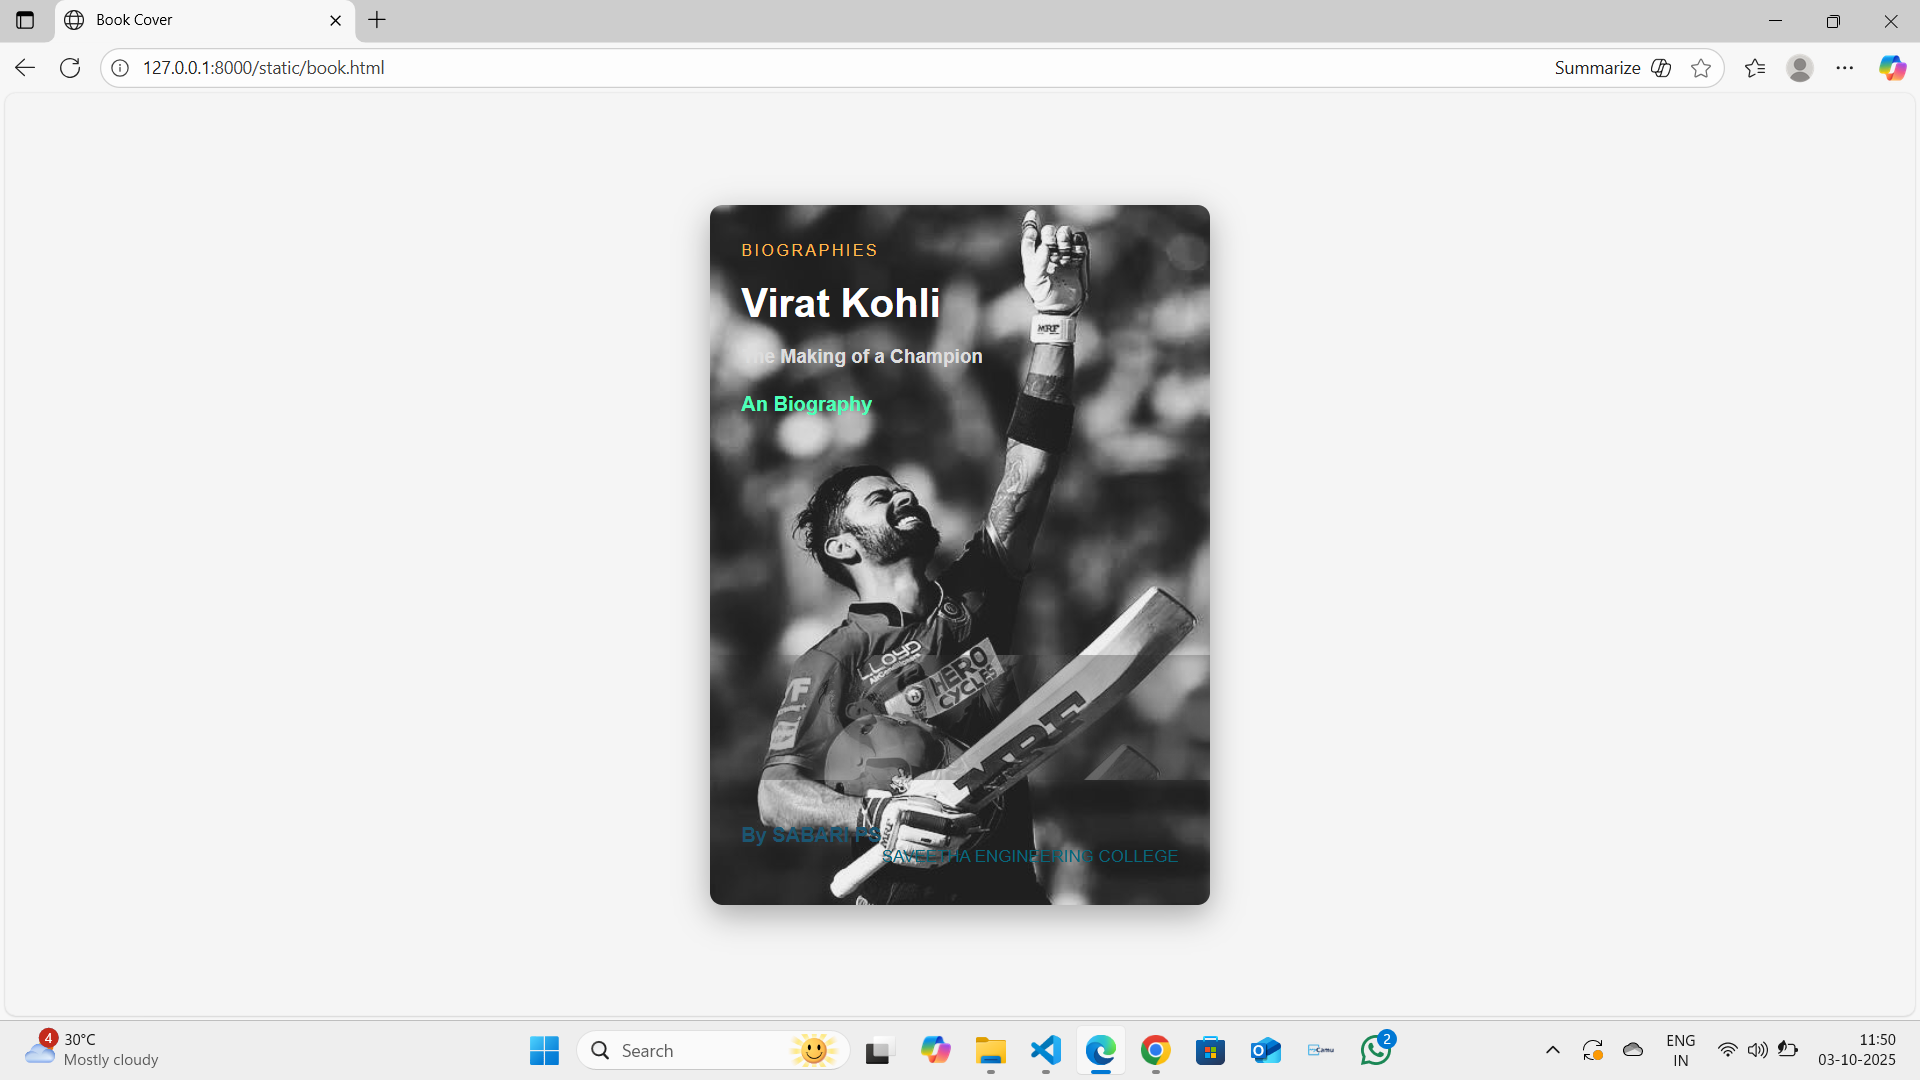 Book Cover
127.0.0.1:8000/static/book.html
Summarize
BIOGRAPHIES
Virat Kohli
MRF
The Making of a Champion
An Biography
LLOYD
HERO
CYCLES
MRF
By SABARI PS
MRF
SAVEETHA ENGINEERING COLLEGE
4
30°C
Mostly cloudy
Search
Camu
2
ENG
IN
11:50
03-10-2025